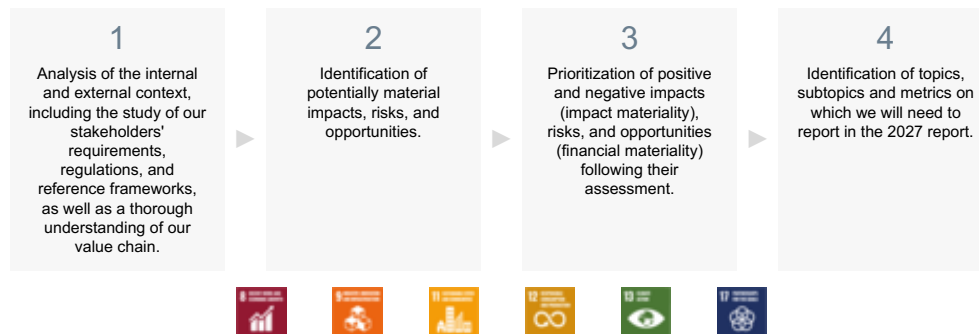 1
Analysis of the internal
and external context,
including the study of our
stakeholders'
requirements,
regulations, and
reference frameworks,
as well as a thorough
understanding of our
value chain.
2
Identification of
potentially material
impacts, risks, and
opportunities.
3
Prioritization of positive
and negative impacts
(impact materiality),
risks, and opportunities
(financial materiality)
following their
assessment.
4
Identification of topics,
subtopics and metrics on
which we will need to
report in the 2027 report.
8
9
11
12
13
17